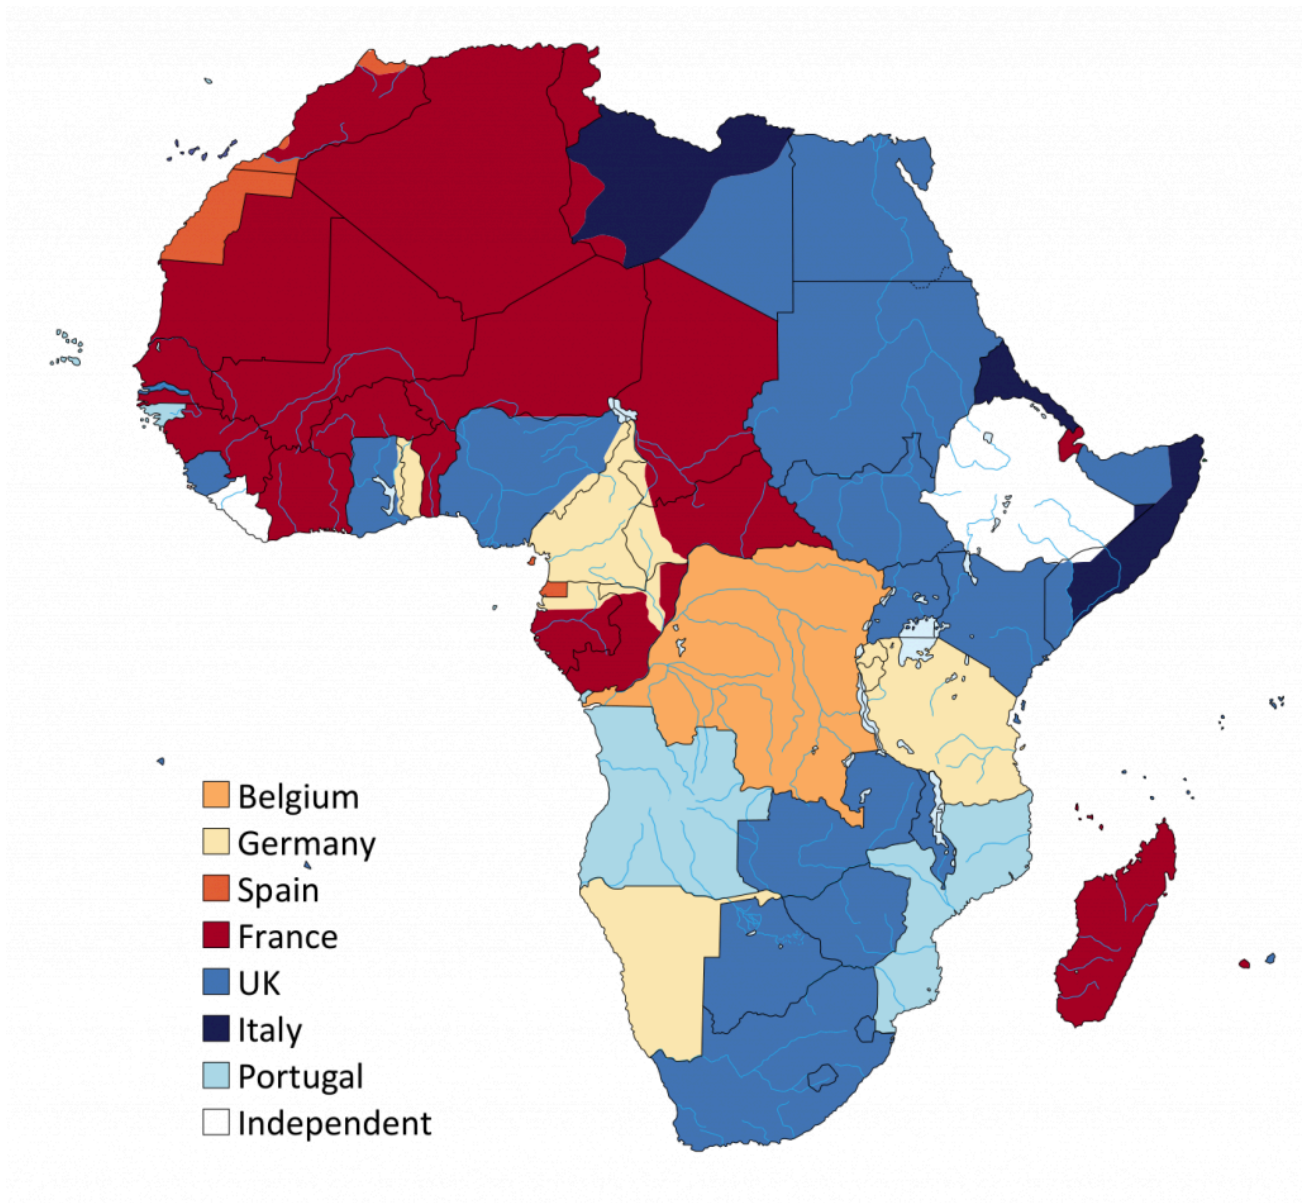 Belgium
Germany
Spain
France
UK
Italy
Portugal
Independent